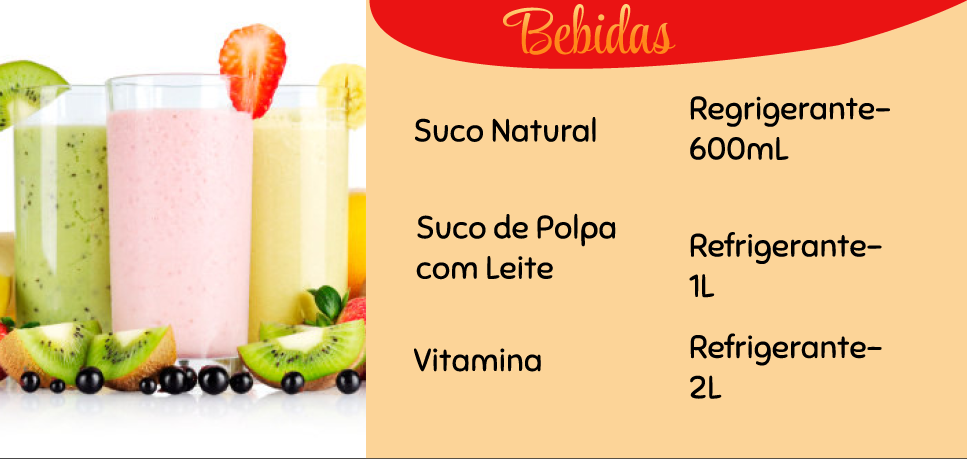 Bebidas
Suco Natural
Suco de Polpa
com Leite
Vitamina
Regrigerante-
600mL
Refrigerante-
1L
Refrigerante-
2L